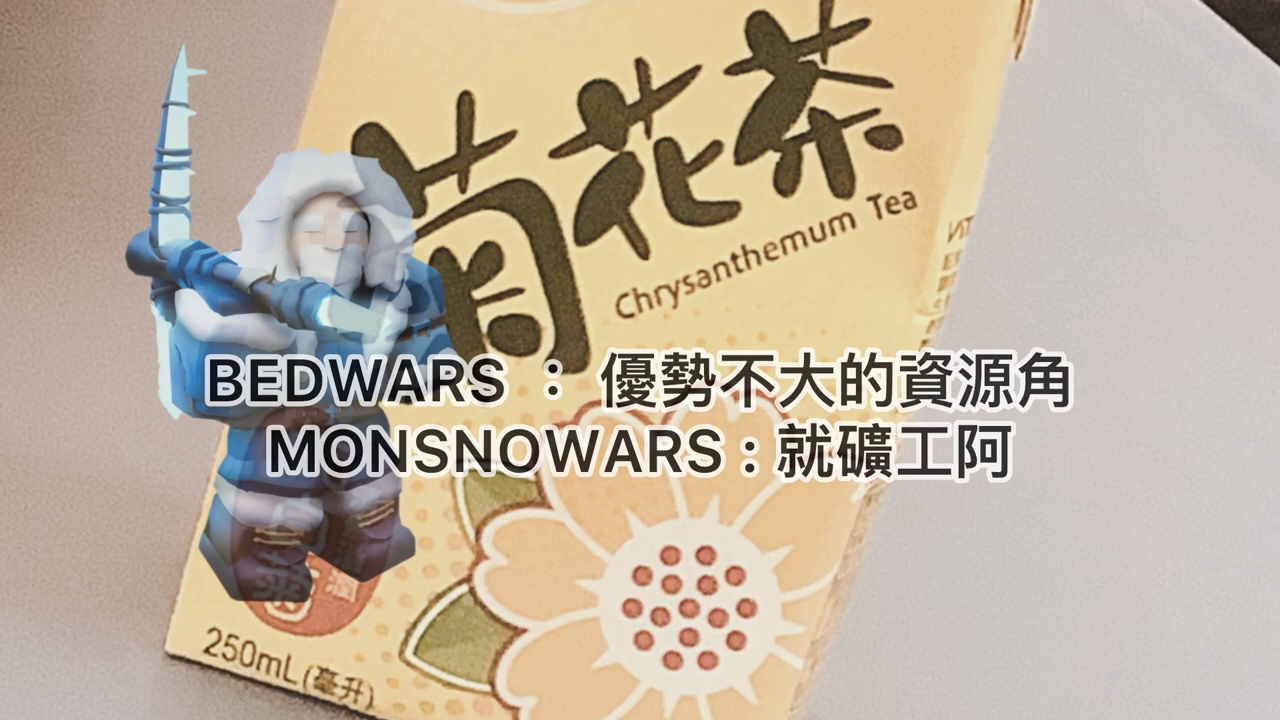 菊花茶
Chrysanthemum Tea
BEDWARS ： 優勢不大的資源角
MONSNOWARS : 就礦工阿
250mL (毫升)